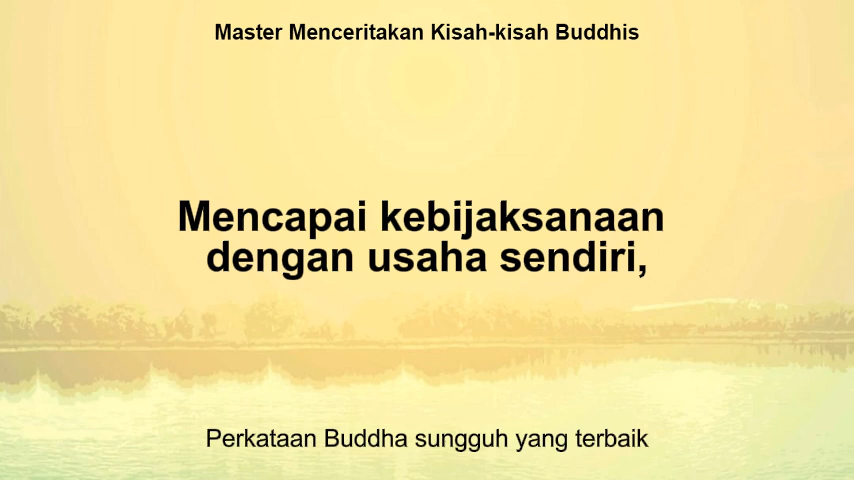 Master Menceritakan Kisah-kisah Buddhis
Mencapai kebijaksanaan
dengan usaha sendiri,
Perkataan Buddha sungguh yang terbaik